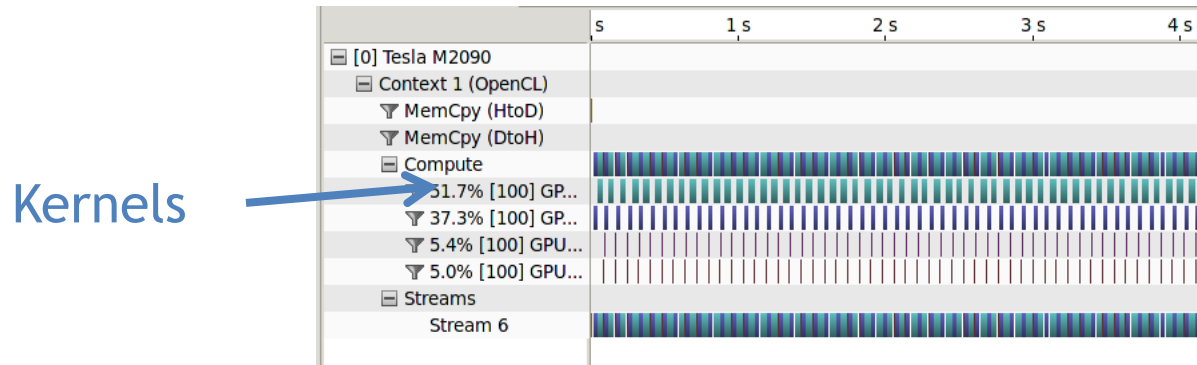 s 1 s 2 s 3 s 4 s
[0] Tesla M2090
Context 1 (OpenCL)
MemCpy (HtoD)
MemCpy (DtoH)
Compute
Kernels
51.7% [100] GP...
37.3% [100] GP...
5.4% [100] GPU...
5.0% [100] GPU...
Streams
Stream 6